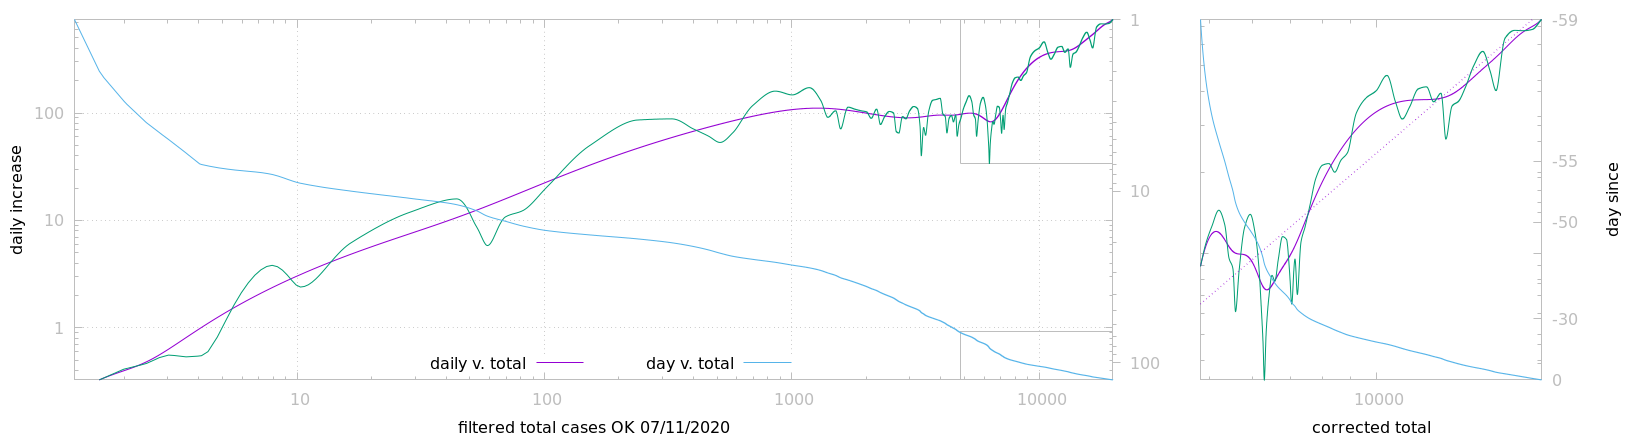 daily increase
100
10
1
10
100
1000
10000
filtered total cases OK 07/11/2020
daily v. total
day v. total
1
10
100
10000
corrected total
-59
-55
-50
-30
0
day since